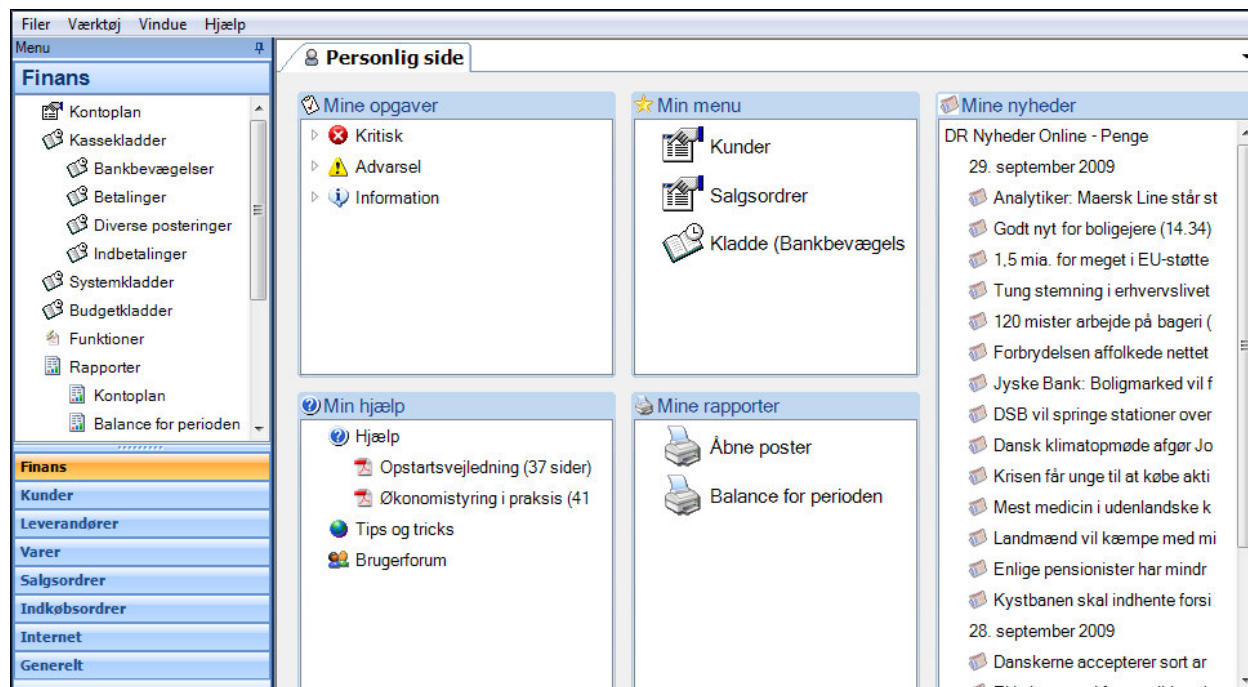 Filer Værktøj Vindue Hjælp
Menu
Finans
Kontoplan
Kassekladder
Bankbevægelser
Betalinger
Diverse posteringer
Indbetalinger
Systemkladder
Budgetkladder
Funktioner
Rapporter
Kontoplan
Balance for perioden
Finans
Kunder
Leverandører
Varer
Salgsordrer
Indkøbsordrer
Internet
Generelt
Personlig side
Mine opgaver
Kritisk
Advarsel
Information
Min menu
Kunder
Salgsordrer
Kladde (Bankbevægels
Min hjælp
Hjælp
Opstartsvejledning (37 sider)
Økonomistyring i praksis (41
Tips og tricks
Brugerforum
Mine rapporter
Åbne poster
Balance for perioden
Mine nyheder
DR Nyheder Online - Penge
29. september 2009
Analytiker: Maersk Line står st
Godt nyt for boligejere (14.34)
1,5 mia. for meget i EU-støtte
Tung stemning i erhvervslivet
120 mister arbejde på bageri (
Forbrydelsen affolkede nettet
Jyske Bank: Boligmarked vil f
DSB vil springe stationer over
Dansk klimatopmøde afgør Jo
Krisen får unge til at købe akti
Mest medicin i udenlandske k
Landmænd vil kæmpe med mi
Enlige pensionister har mindr
Kystbanen skal indhente forsi
28. september 2009
Danskerne accepterer sort ar